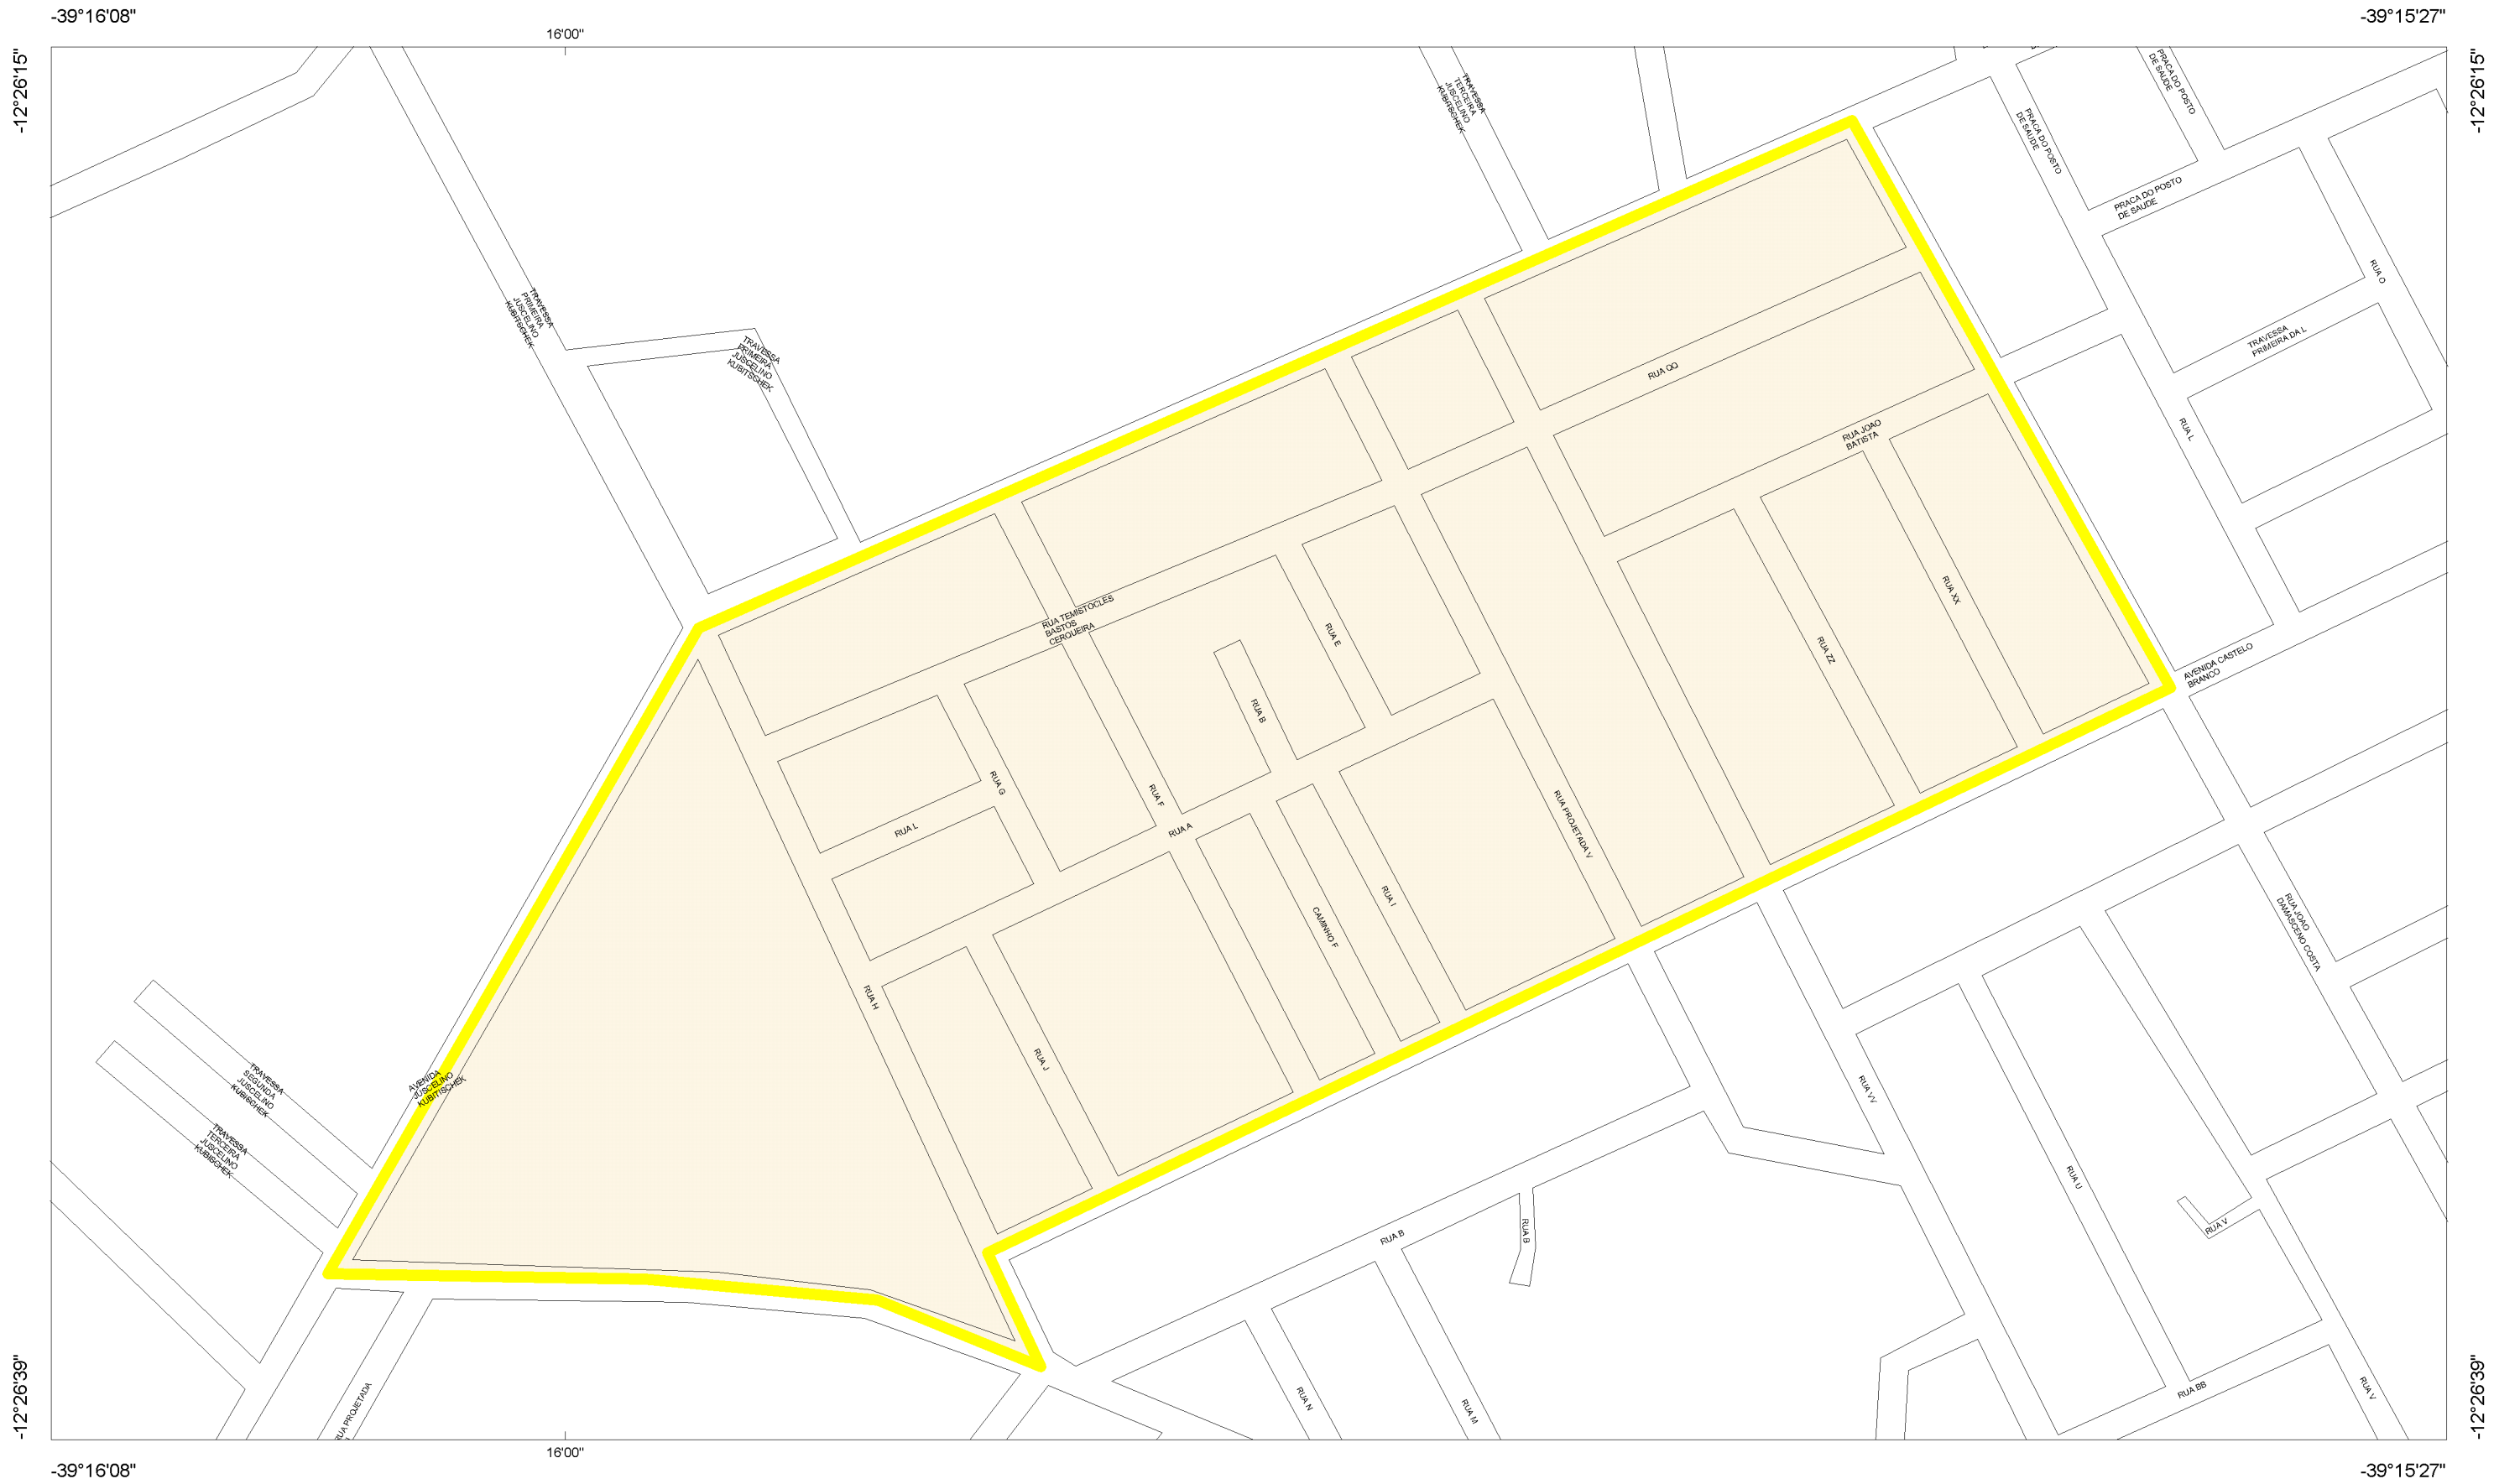 -39°16'08"
-39°15'27"
16'00"
-12°26'15"
-12°26'15"
TRAVESSA
TERCEIRA
JUSCELINO
KUBITSCHEK
PRACA DO POSTO
DE SAUDE
PRACA DO POSTO
DE SAUDE
PRACA DO POSTO
DE SAUDE
RUA O
TRAVESSA
PRIMEIRA
JUSCELINO
KUBITSCHEK
TRAVESSA
PRIMEIRA
JUSCELINO
KUBITSCHEK
TRAVESSA
PRIMEIRA DA L
RUA QQ
RUA L
RUA JOAO
BATISTA
RUA XX
RUA TEMISTOCLES
BASTOS
CERQUEIRA
RUA E
RUA ZZ
AVENIDA CASTELO
BRANCO
RUA B
RUA G
RUA F
RUA L
RUA A
RUA PROJETADA V
RUA I
CAMINHO F
RUA JOAO
DAMASCENO COSTA
RUA H
RUA J
AVENIDA
JUSCELINO
KUBITISCHEK
TRAVESSA
SEGUNDA
JUSCELINO
KUBISCHEK
TRAVESSA
TERCEIRA
JUSCELINO
KUBISCHEK
RUA VV
RUA U
RUA V
RUA B
RUA B
RUA PROJETADA
RUA N
RUA M
RUA BB
RUA V
-12°26'39"
-12°26'39"
16'00"
-39°16'08"
-39°15'27"